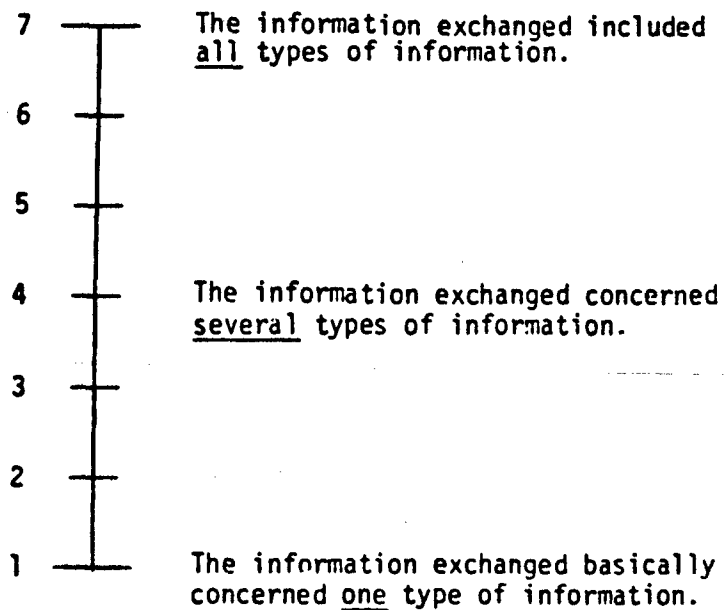 7 The information exchanged included
all types of information.
6
5
4 The information exchanged concerned
several types of information.
3
2
1 The information exchanged basically
concerned one type of information.